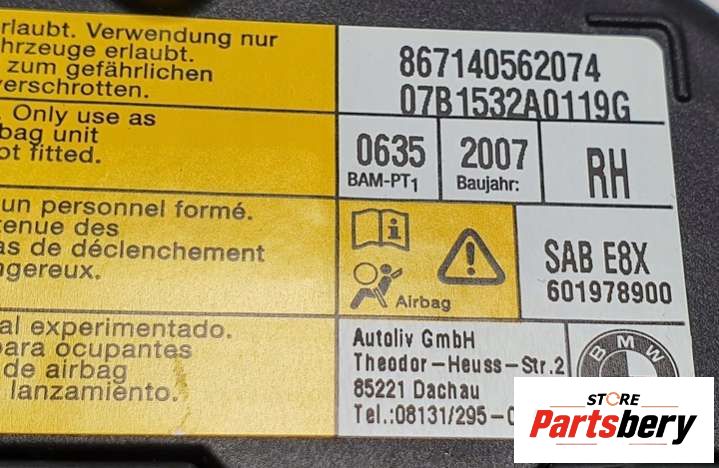 rlaubt. Verwendung nur
hrzeuge erlaubt.
zum gefährlichen
verschrotten.
Only use as
bag unit
ot fitted.
un personnel formé.
tenue des
as de déclenchement
ngereux.
al experimentado.
para ocupantes
de airbag
lanzamiento.
867140562074
07B1532A0119G
0635
BAM-PT1
2007
Baujahr:
RH
Airbag
SAB E8X
601978900
Autoliv GmbH
Theodor-Heuss-Str.2
85221 Dachau
Tel.:08131/295-
BMW
STORE
Partsbery